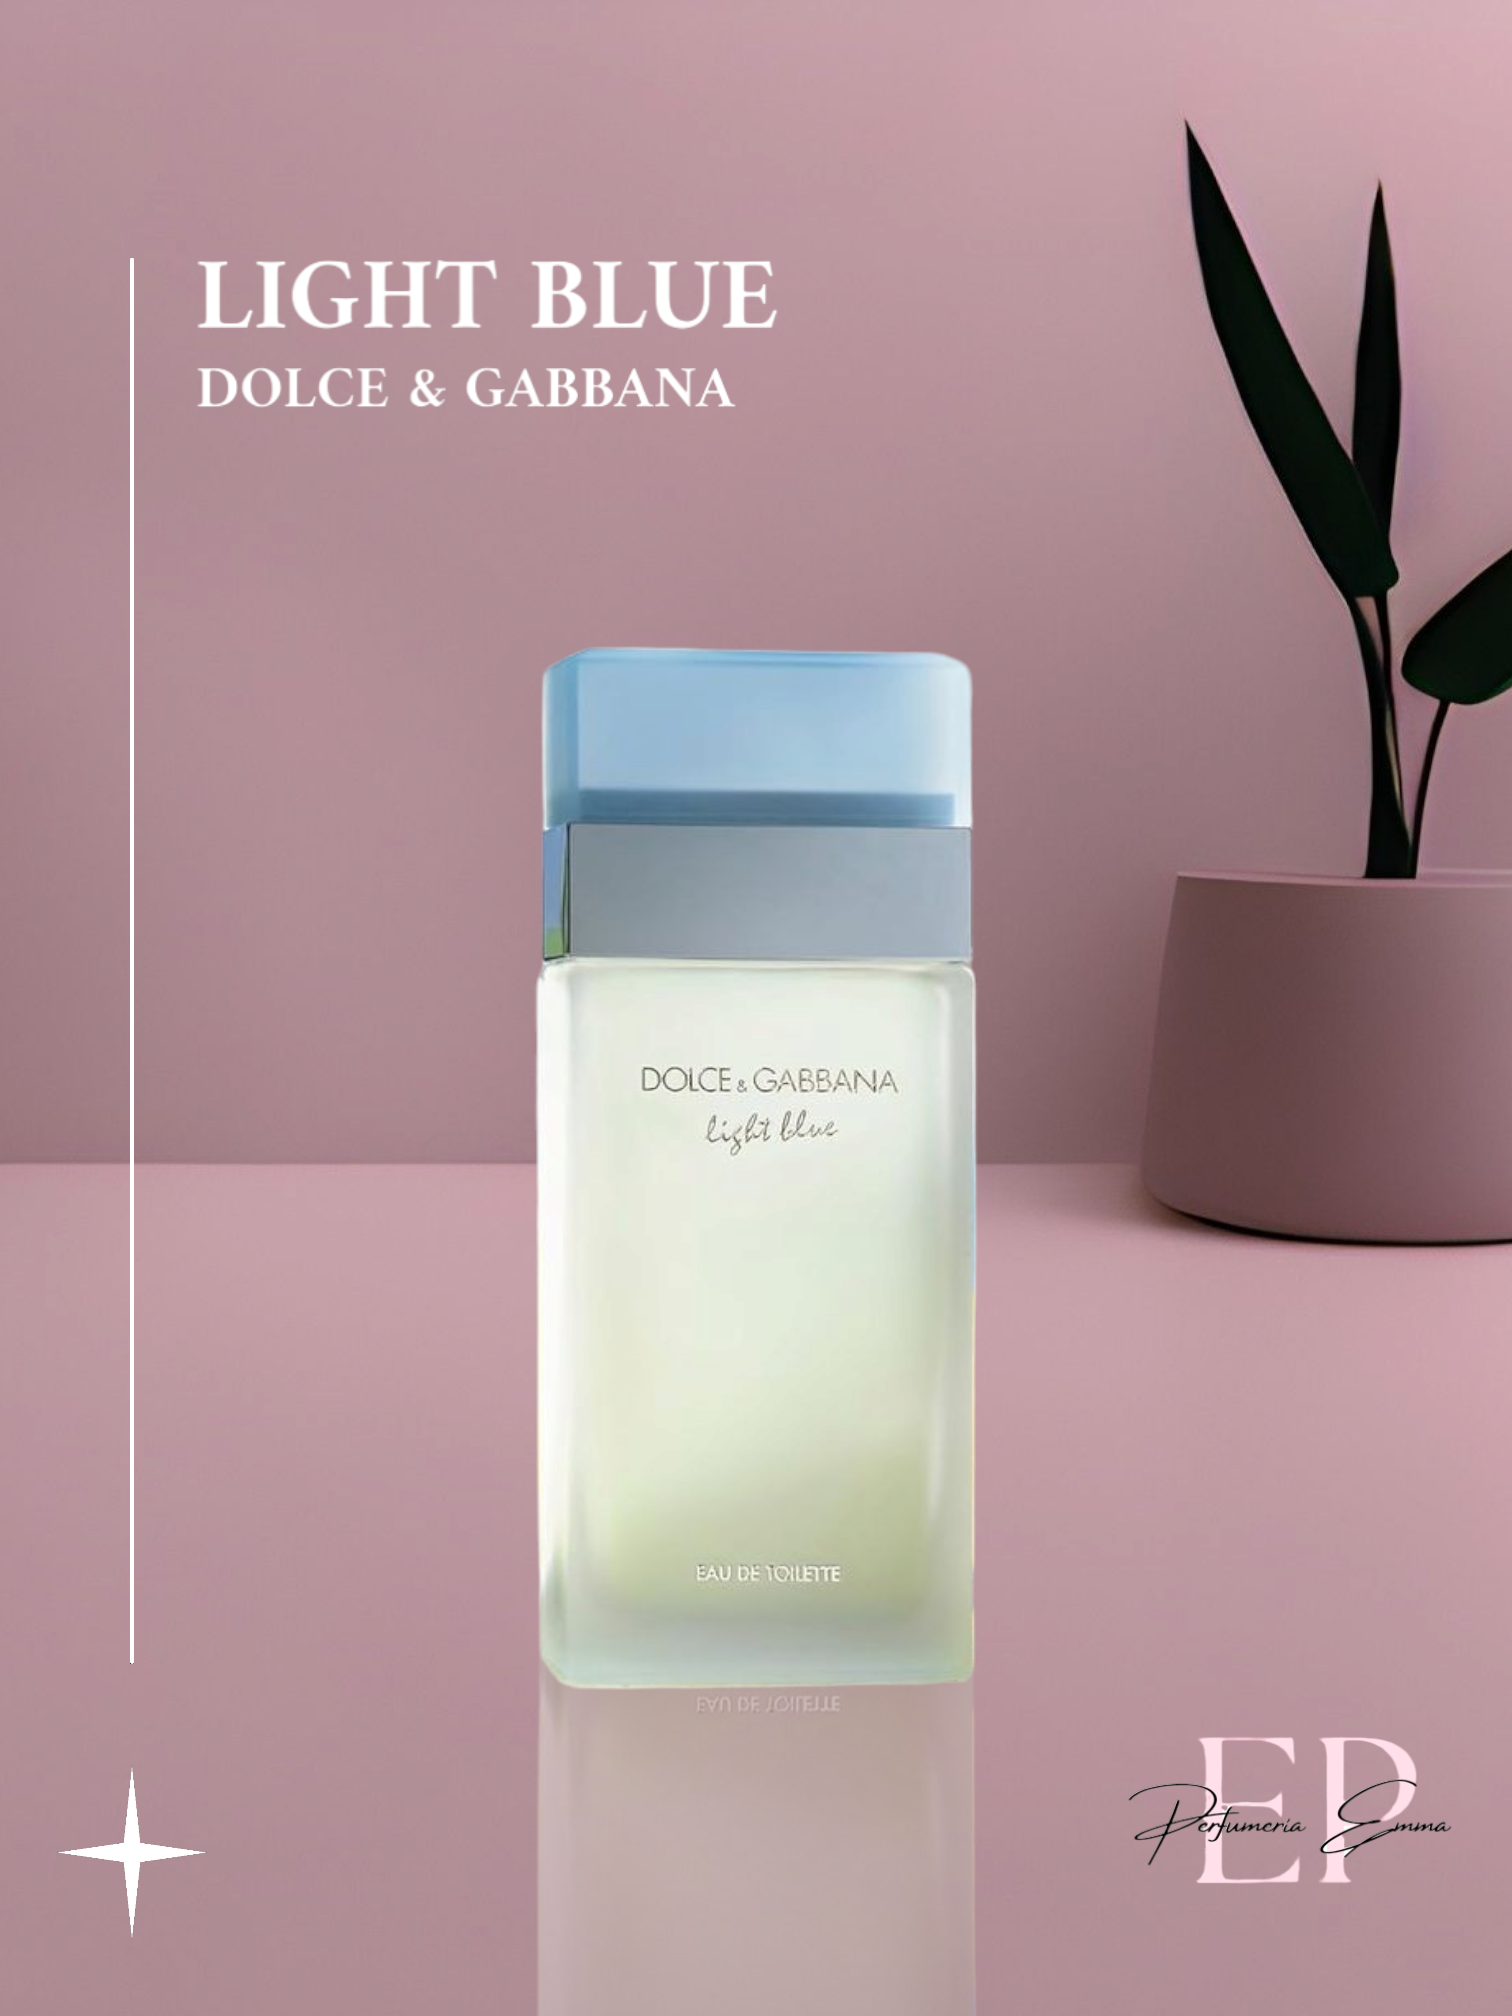 LIGHT BLUE
DOLCE & GABBANA
DOLCE & GABBANA
light blue
EAU DE TOILETTE
EAU DE TOILETTE
EP
Perfumeria Emma